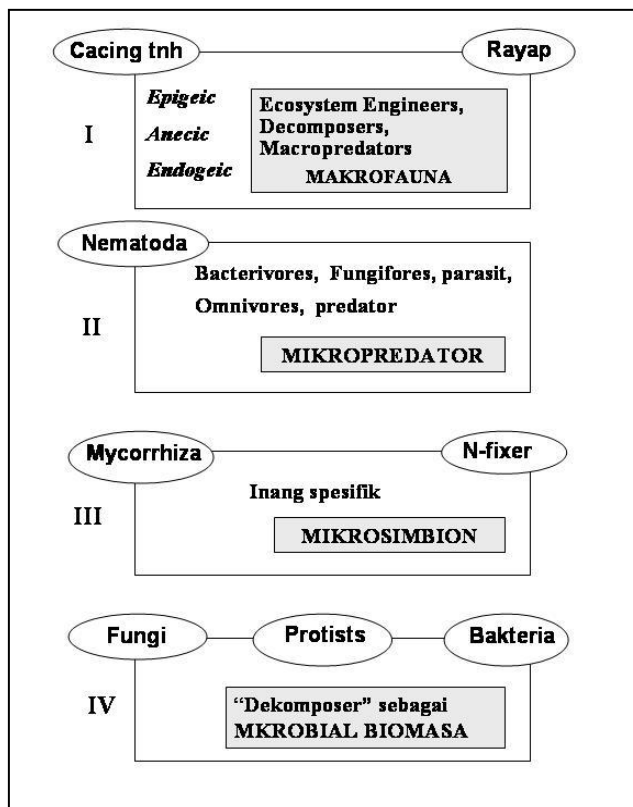 Cacing tnh
Rayap
I
Epigeic
Anecic
Endogeic
Ecosystem Engineers,
Decomposers,
Macropredators
MAKROFAUNA
Nematoda
II
Bacterivores, Fungifores, parasit,
Omnivores, predator
MIKROPREDATOR
Mycorrhiza
N-fixer
III
Inang spesifik
MIKROSIMBION
Fungi
Protists
Bakteria
IV
“Dekomposer” sebagai
MKROBIAL BIOMASA